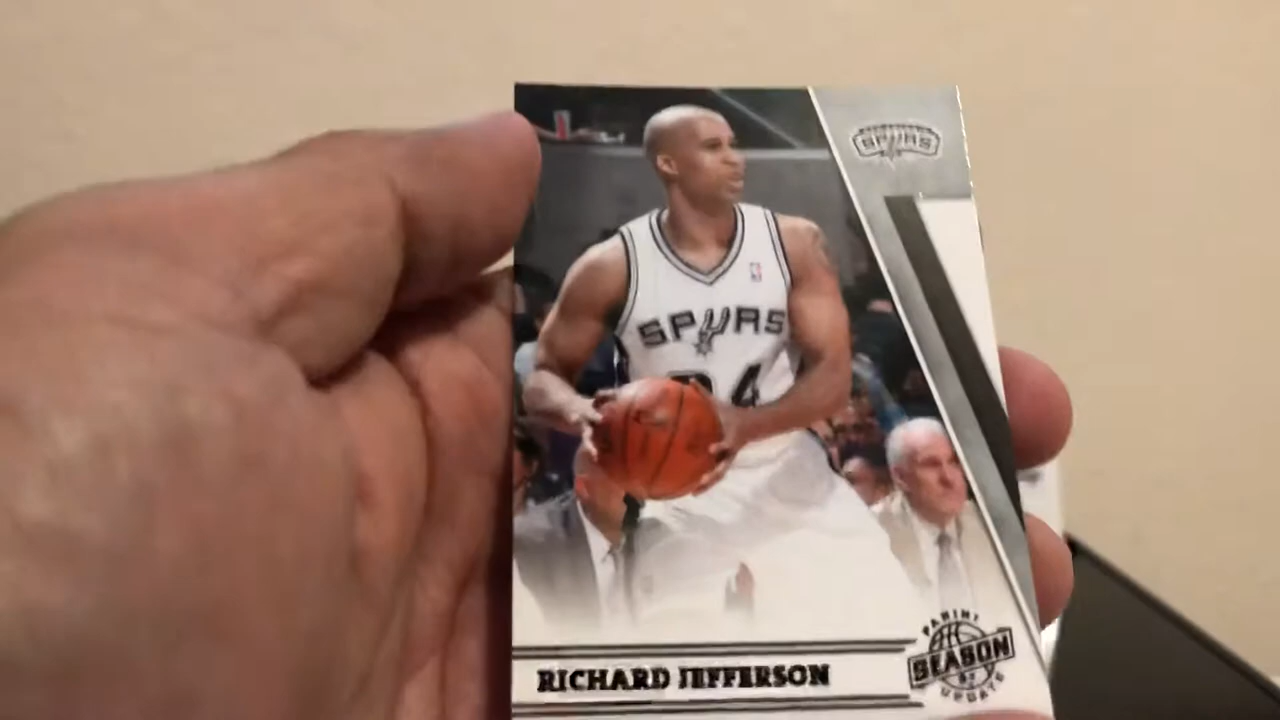 SPURS
SPURS
24
PANINI
SEASON
UPDATE
RICHARD JEFFERSON